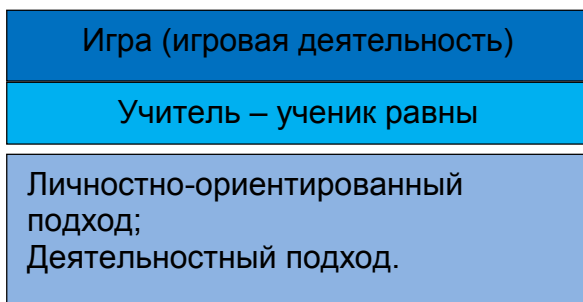 Игра (игровая деятельность)
Учитель – ученик равны
Личностно-ориентированный
подход;
Деятельностный подход.